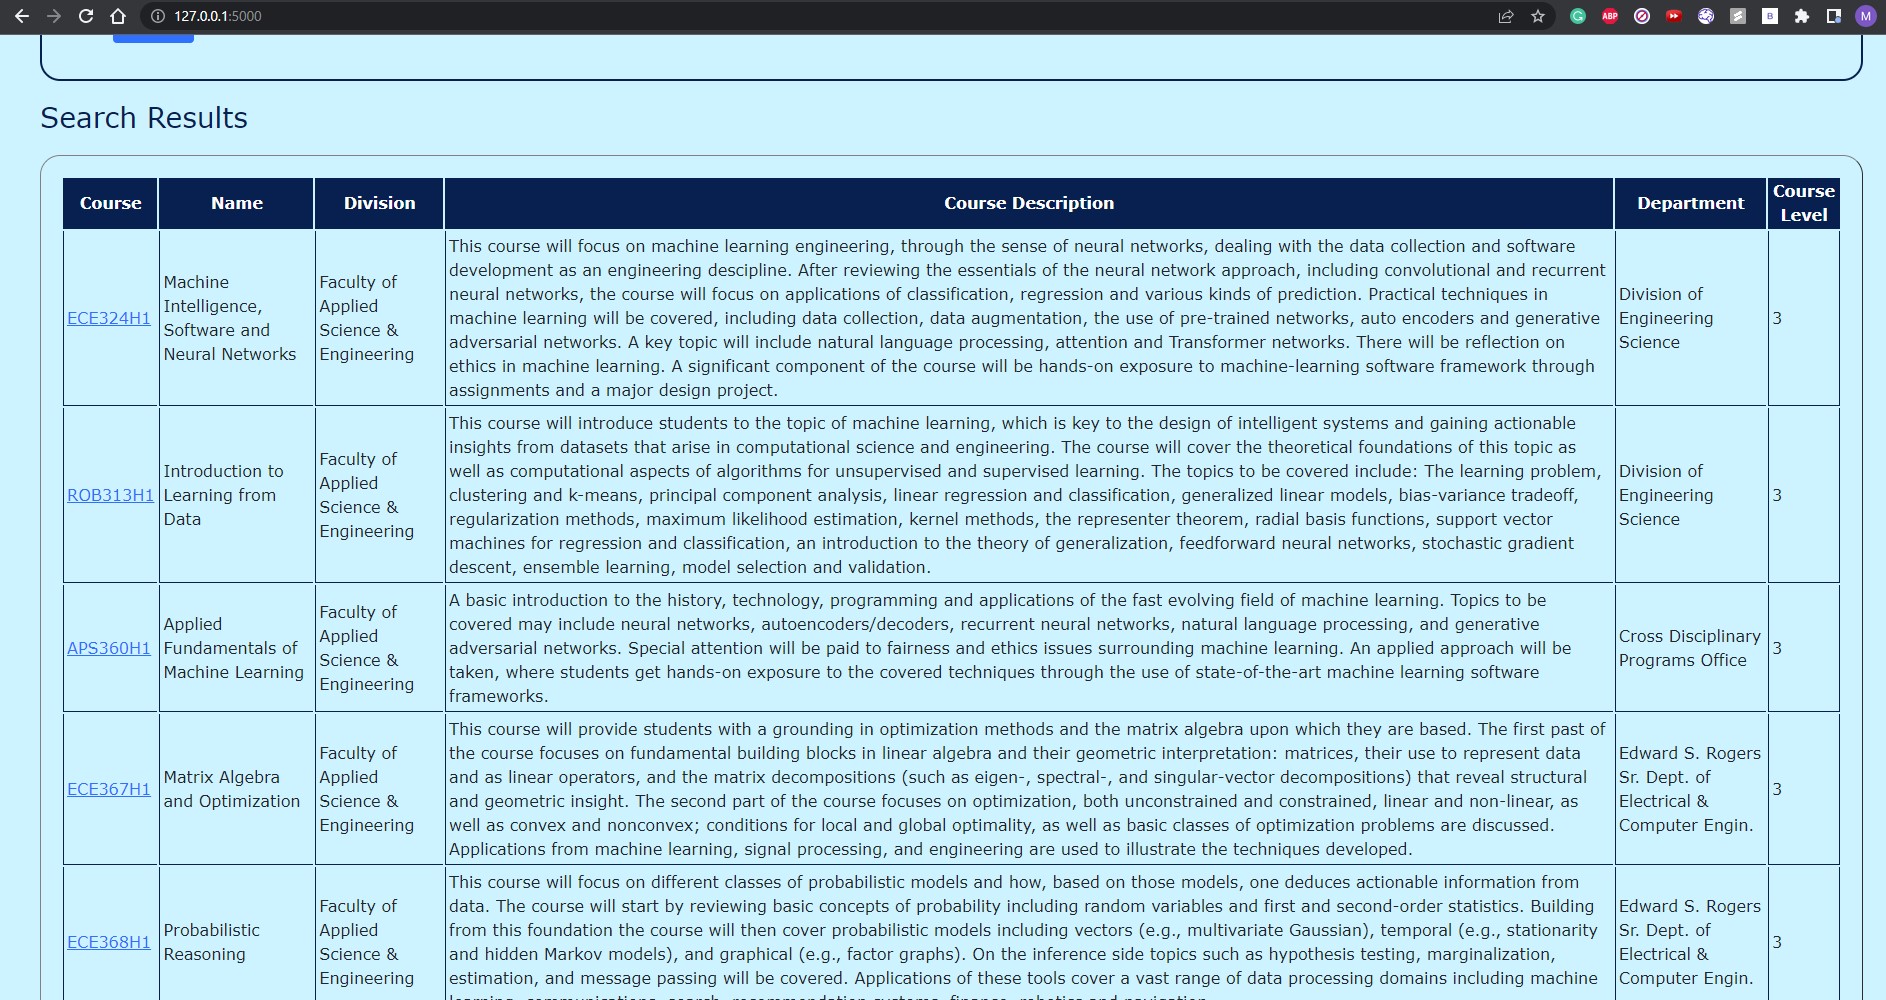 127.0.0.1:5000
ABP
B
M
Search Results
Course
Name
Division
Course Description
Department
Course
Level
ECE324H1
Machine
Intelligence,
Software and
Neural Networks
Faculty of
Applied
Science &
Engineering
This course will focus on machine learning engineering, through the sense of neural networks, dealing with the data collection and software
development as an engineering descipline. After reviewing the essentials of the neural network approach, including convolutional and recurrent
neural networks, the course will focus on applications of classification, regression and various kinds of prediction. Practical techniques in
machine learning will be covered, including data collection, data augmentation, the use of pre-trained networks, auto encoders and generative
adversarial networks. A key topic will include natural language processing, attention and Transformer networks. There will be reflection on
ethics in machine learning. A significant component of the course will be hands-on exposure to machine-learning software framework through
assignments and a major design project.
Division of
Engineering
Science
3
ROB313H1
Introduction to
Learning from
Data
Faculty of
Applied
Science &
Engineering
This course will introduce students to the topic of machine learning, which is key to the design of intelligent systems and gaining actionable
insights from datasets that arise in computational science and engineering. The course will cover the theoretical foundations of this topic as
well as computational aspects of algorithms for unsupervised and supervised learning. The topics to be covered include: The learning problem,
clustering and k-means, principal component analysis, linear regression and classification, generalized linear models, bias-variance tradeoff,
regularization methods, maximum likelihood estimation, kernel methods, the representer theorem, radial basis functions, support vector
machines for regression and classification, an introduction to the theory of generalization, feedforward neural networks, stochastic gradient
descent, ensemble learning, model selection and validation.
Division of
Engineering
Science
3
APS360H1
Applied
Fundamentals of
Machine Learning
Faculty of
Applied
Science &
Engineering
A basic introduction to the history, technology, programming and applications of the fast evolving field of machine learning. Topics to be
covered may include neural networks, autoencoders/decoders, recurrent neural networks, natural language processing, and generative
adversarial networks. Special attention will be paid to fairness and ethics issues surrounding machine learning. An applied approach will be
taken, where students get hands-on exposure to the covered techniques through the use of state-of-the-art machine learning software
frameworks.
Cross Disciplinary
Programs Office
3
ECE367H1
Matrix Algebra
and Optimization
Faculty of
Applied
Science &
Engineering
This course will provide students with a grounding in optimization methods and the matrix algebra upon which they are based. The first past of
the course focuses on fundamental building blocks in linear algebra and their geometric interpretation: matrices, their use to represent data
and as linear operators, and the matrix decompositions (such as eigen-, spectral-, and singular-vector decompositions) that reveal structural
and geometric insight. The second part of the course focuses on optimization, both unconstrained and constrained, linear and non-linear, as
well as convex and nonconvex; conditions for local and global optimality, as well as basic classes of optimization problems are discussed.
Applications from machine learning, signal processing, and engineering are used to illustrate the techniques developed.
Edward S. Rogers
Sr. Dept. of
Electrical &
Computer Engin.
3
ECE368H1
Probabilistic
Reasoning
Faculty of
Applied
Science &
Engineering
This course will focus on different classes of probabilistic models and how, based on those models, one deduces actionable information from
data. The course will start by reviewing basic concepts of probability including random variables and first and second-order statistics. Building
from this foundation the course will then cover probabilistic models including vectors (e.g., multivariate Gaussian), temporal (e.g., stationarity
and hidden Markov models), and graphical (e.g., factor graphs). On the inference side topics such as hypothesis testing, marginalization,
estimation, and message passing will be covered. Applications of these tools cover a vast range of data processing domains including machine
Edward S. Rogers
Sr. Dept. of
Electrical &
Computer Engin.
3